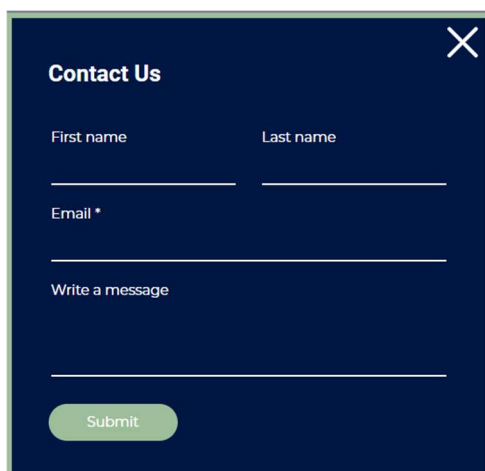 Contact Us
First name Last name
Email *
Write a message
Submit